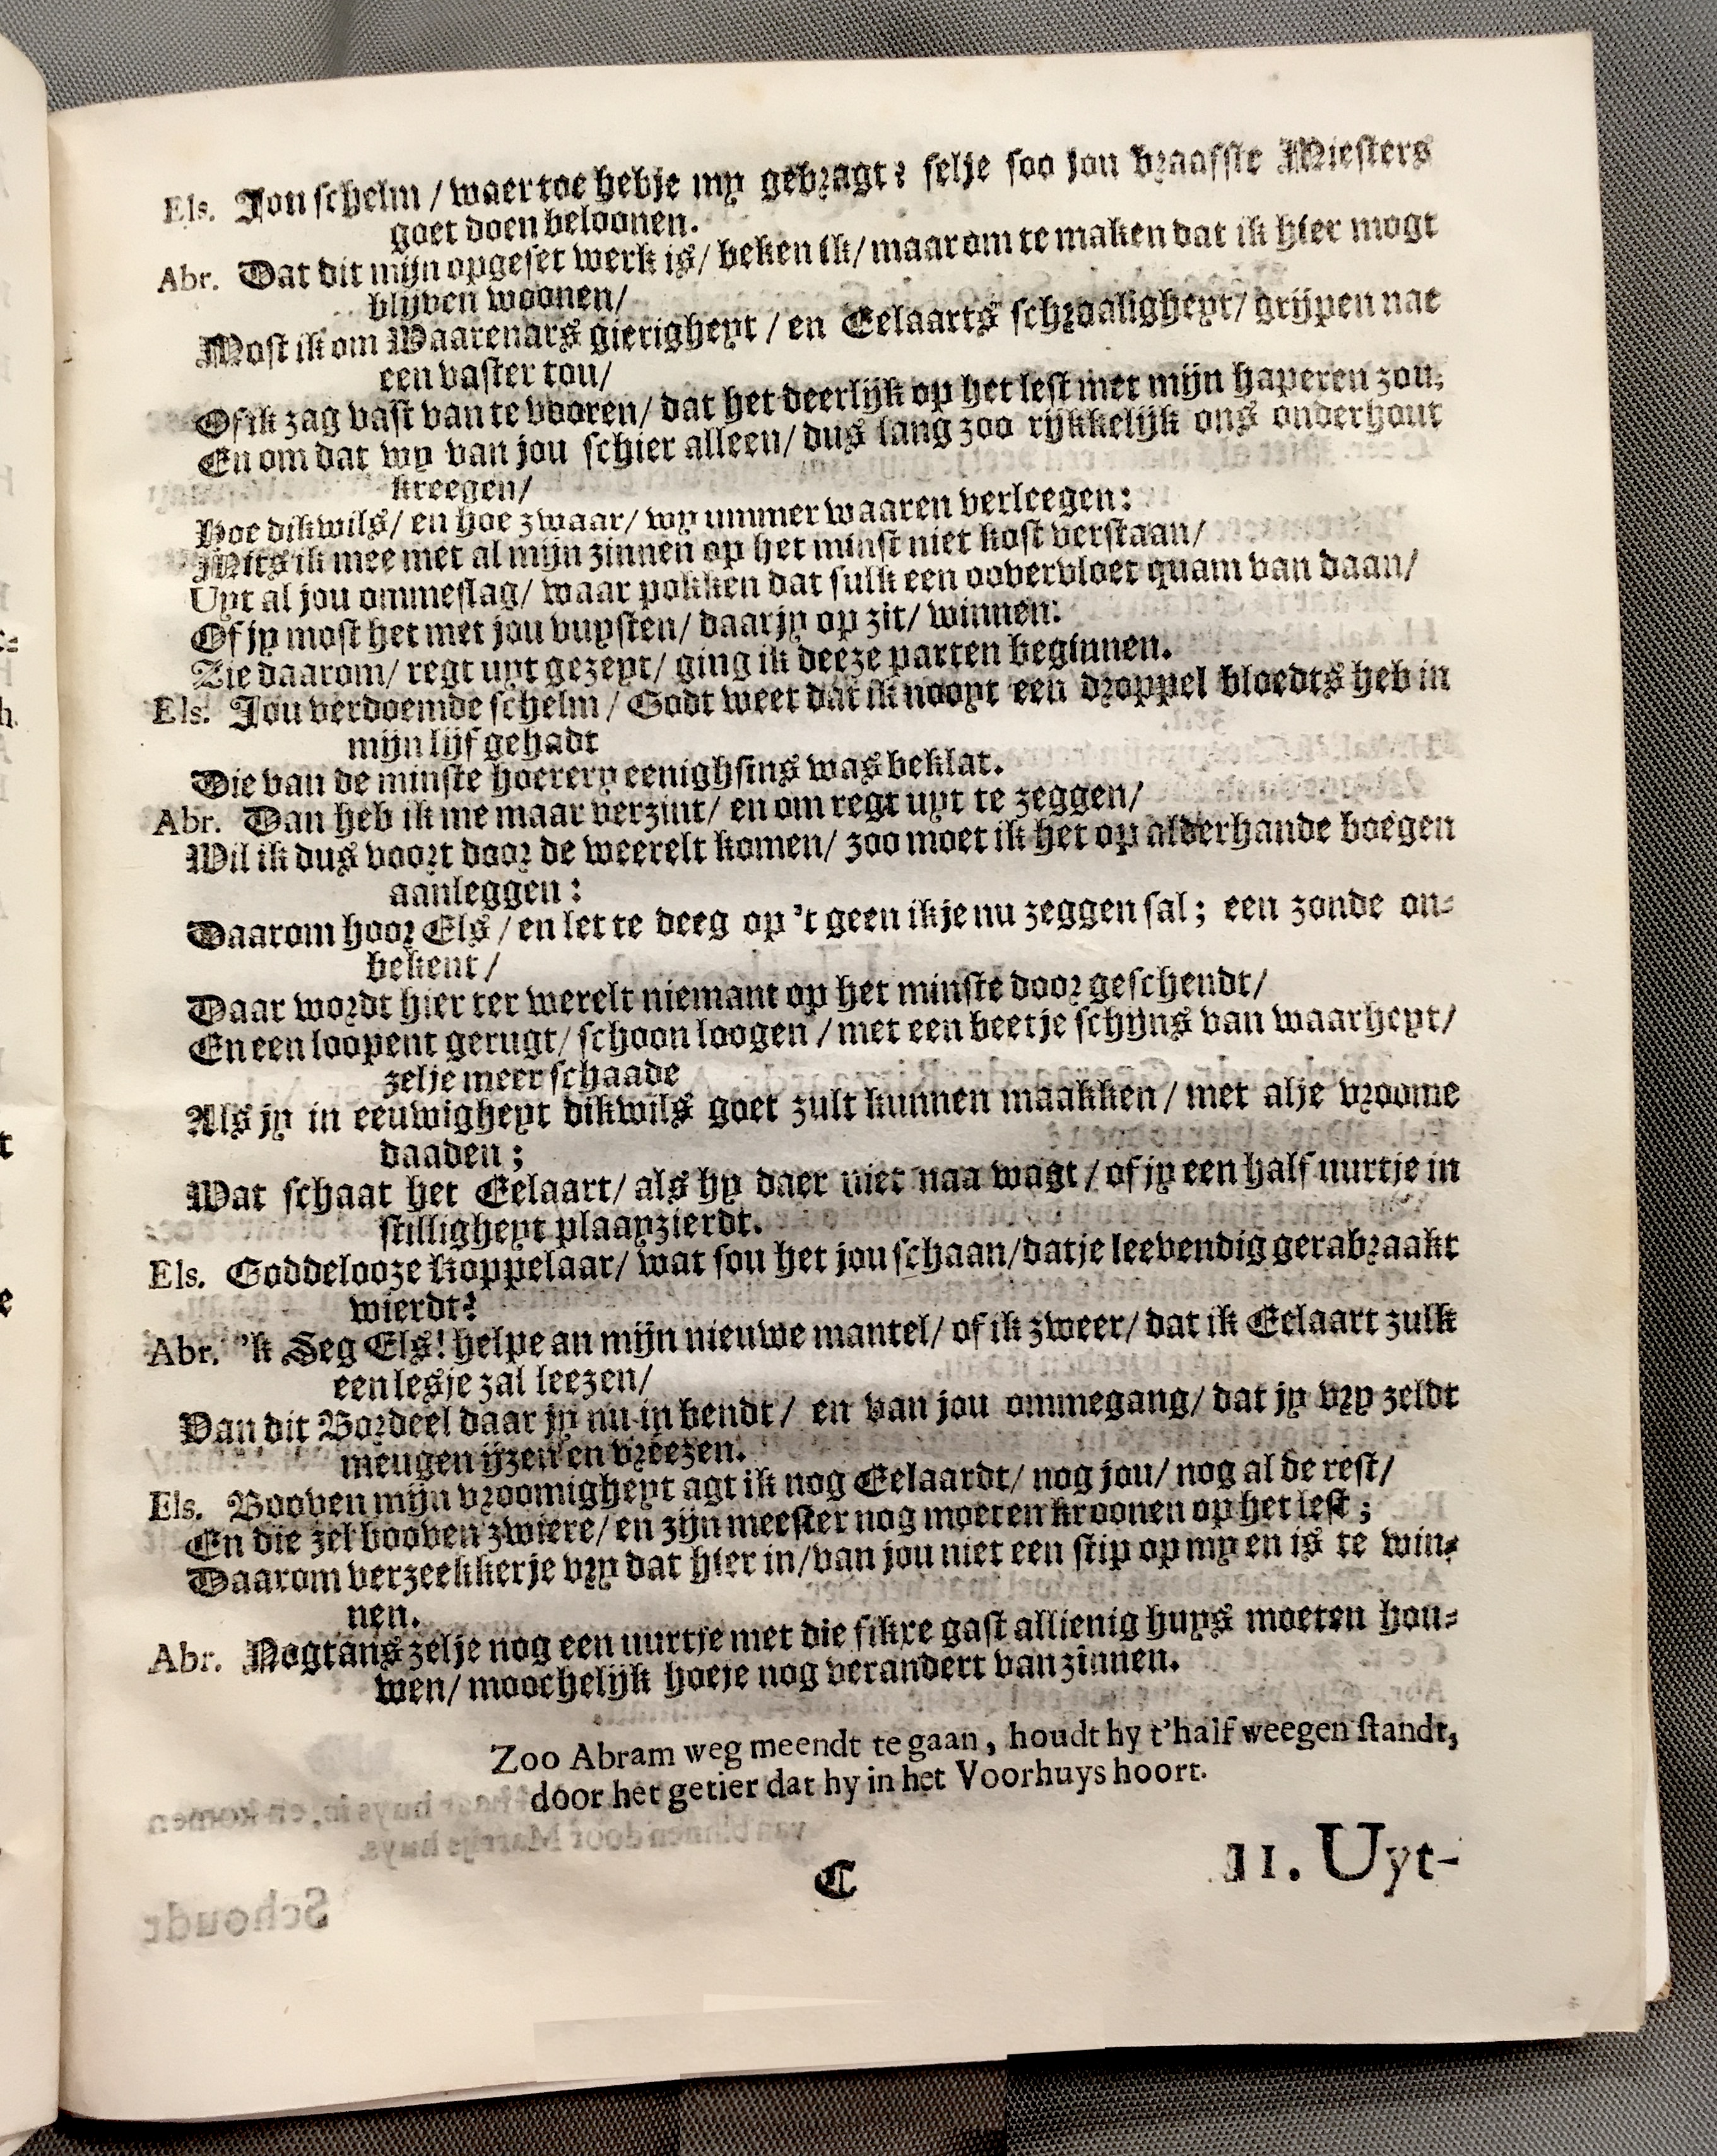 Els. Jou schelm / waer toe hebje my gebragt? selje soo jou braafste Miesters
goet doen beloonen.
Abr. Dat dit mijn opgeset werk is/ beken ik/ maar om te maken dat ik hier mogt
blijven woonen/
Most ik om Waarenars gierigheyt / en Eelaarts schraaligheyt/ grijpen nae
een vaster tou/
Of ik zag vast van te vooren/ dat het deerlijk op het lest met mijn haperen zou;
En om dat wy van jou schier alleen/ dus lang zoo rijkkelijk ons onderhout
kreegen/
Hoe dikwils/ en hoe zwaar/ wy ummer waaren verleegen:
Mits ik mee met al mijn zinnen op het minst niet kost verstaan/
Uyt al jou ommeslag/ waar pokken dat sulk een oovervloet quam van daan/
Of jy most het met jou vuysten/ daar jy op zit/ winnen:
Zie daarom/ regt uyt gezeyt/ ging ik deeze parten beginnen.
Els. Jou verdoemde schelm / Godt weet dat ik nooyt een droppel bloedts heb in
mijn lijf gehadt
Die van de minste hoerery eenighsins was beklat.
Abr. Dan heb ik me maar verzint/ en om regt uyt te zeggen/
Wil ik dus voort door de weerelt komen/ zoo moet ik het op alderhande boegen
aanleggen:
Daarom hoor Els / en let te deeg op 't geen ik je nu zeggen sal; een zonde on-
bekent /
Daar wordt hier ter werelt niemant op het minste door geschendt/
En een loopent gerugt/ schoon loogen / met een beetje schijns van waarheyt/
zelje meer schaade
Als jy in eeuwigheyt dikwils goet zult kunnen maakken / met alje vroome
daaden;
Wat schaat het Eelaart/ als hy daer niet naa wagt / of jy een half uurtje in
stilligheyt plaayzierdt.
Els. Goddelooze koppelaar/ wat sou het jou schaan/ datje leevendig gerabraakt
wierdt?
Abr. 'k Seg Els! helpe an mijn nieuwe mantel/ of ik zweer/ dat ik Eelaart zulk
een lesje zal leezen/
Van dit Bordeel daar jy nu in bendt/ en van jou ommegang/ dat jy vry zeldt
meugen ijzen en vreezen.
Els. Booven mijn vroomigheyt agt ik nog Eelaardt/ nog jou/ nog al de rest/
En die zel booven zwiere/ en zijn meester nog moeten kroonen op het lest;
Daarom verzeekkerje vry dat hier in/ van jou niet een stip op my en is te win-
nen.
Abr. Nogtans zelje nog een uurtje met die fikxe gast allienig huys moeten hou-
wen/ moochelijk hoeje nog verandert van zinnen.
Zoo Abram weg meendt te gaan, houdt hy t'half weegen standt,
door het getier dat hy in het Voorhuys hoort.
C
II. Uyt-